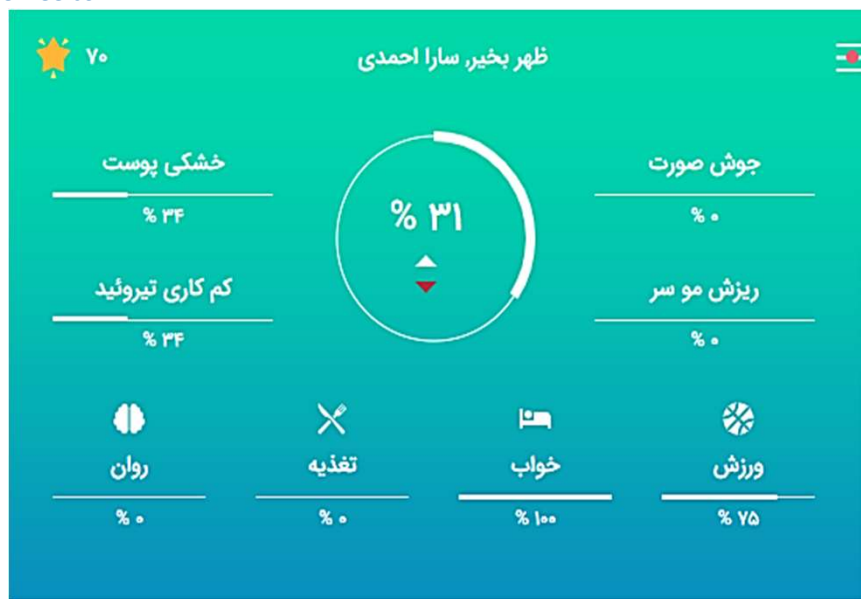 ظهر بخیر, سارا احمدی
۷۰
جوش صورت
% ۰
% ۳۱
خشکی پوست
% ۳۴
ریزش مو سر
% ۰
کم کاری تیروئید
% ۳۴
ورزش
% ۷۵
خواب
% ۱۰۰
تغذیه
% ۰
روان
% ۰